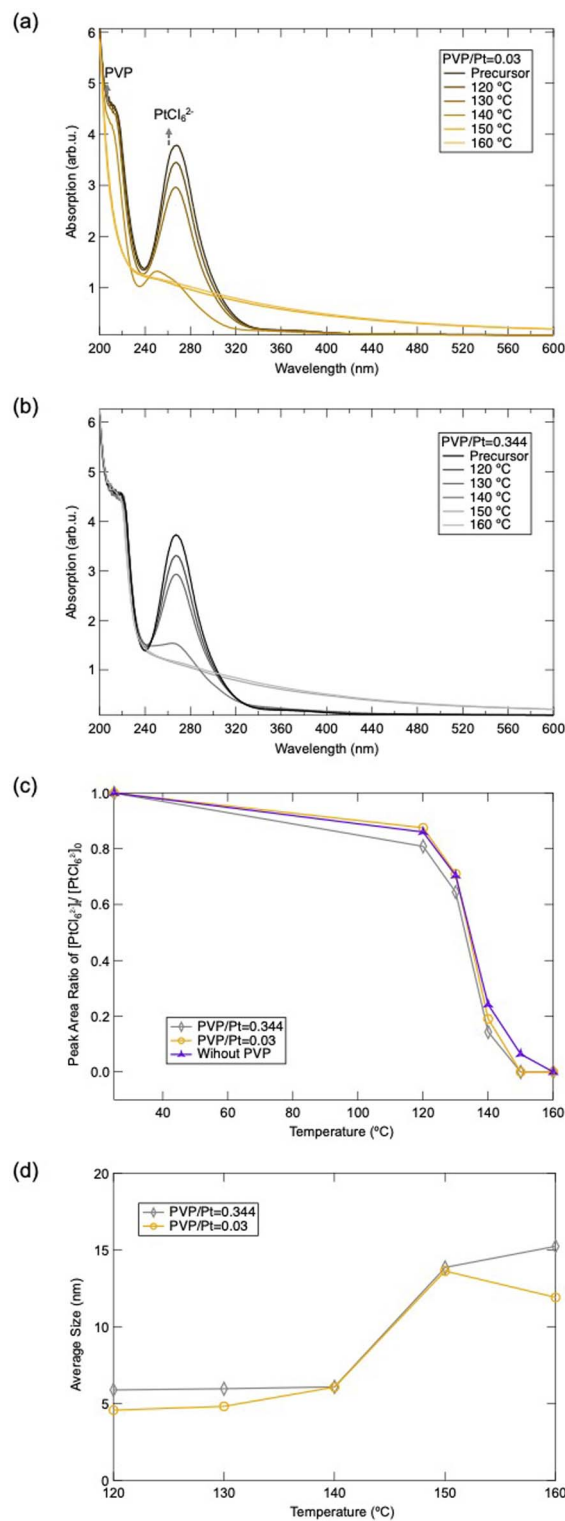 (a)
6
5
4
3
2
1
Absorption (arb.u.)
PVP
PtCl₆²⁻
PVP/Pt=0.03
Precursor
120 °C
130 °C
140 °C
150 °C
160 °C
200 240 280 320 360 400 440 480 520 560 600
Wavelength (nm)
(b)
6
5
4
3
2
1
Absorption (arb.u.)
PVP/Pt=0.344
Precursor
120 °C
130 °C
140 °C
150 °C
160 °C
200 240 280 320 360 400 440 480 520 560 600
Wavelength (nm)
(c)
1.0
0.8
0.6
0.4
0.2
0.0
Peak Area Ratio of [PtCl₆²⁻]ₜ/ [PtCl₆²⁻]₀
PVP/Pt=0.344
PVP/Pt=0.03
Wihout PVP
40 60 80 100 120 140 160
Temperature (ºC)
(d)
20
15
10
5
0
Average Size (nm)
PVP/Pt=0.344
PVP/Pt=0.03
120 130 140 150 160
Temperature (ºC)